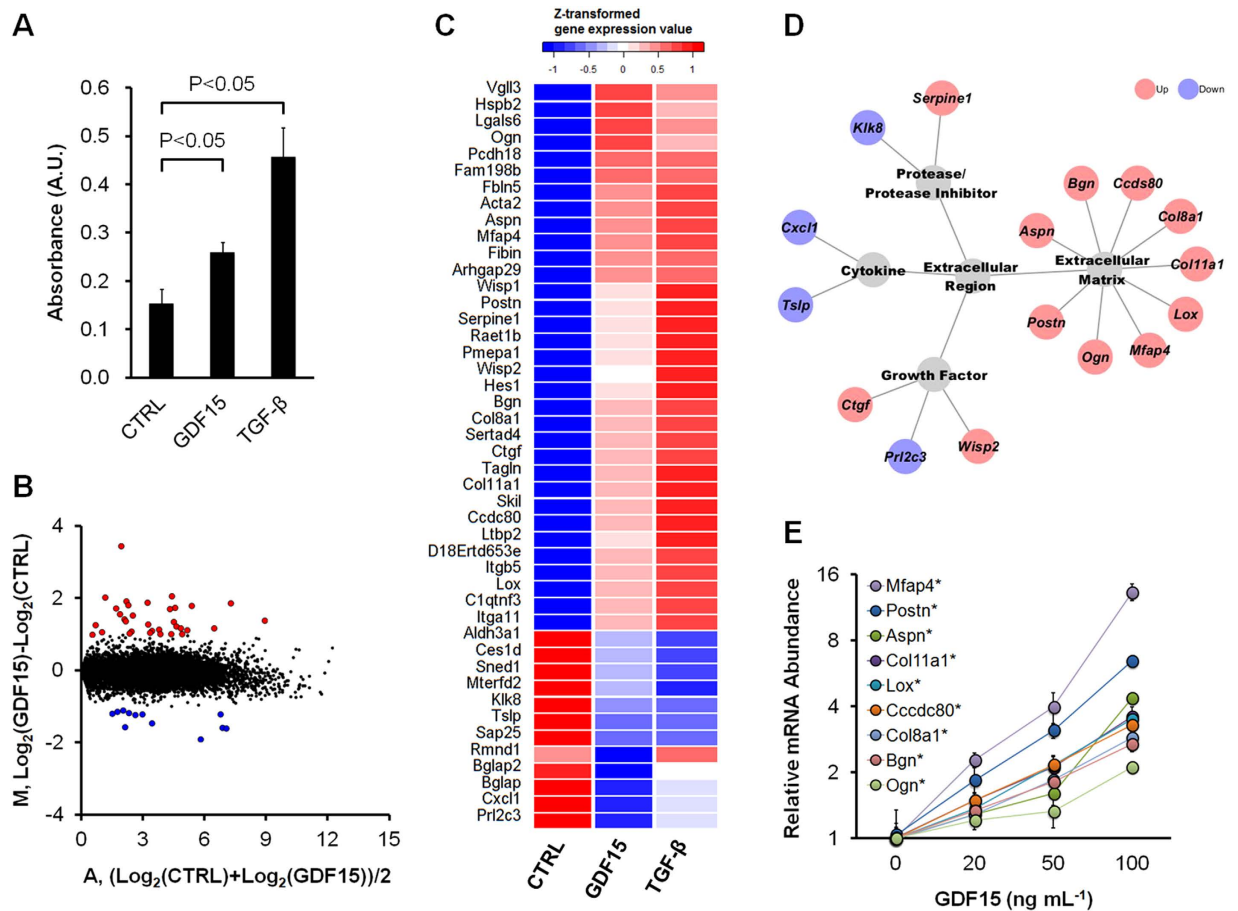 A
Absorbance (A.U.)
0.6
0.5
0.4
0.3
0.2
0.1
0.0
P<0.05
P<0.05
CTRL
GDF15
TGF-β
B
M, Log2(GDF15)-Log2(CTRL)
4
2
0
-2
-4
0
3
6
9
12
15
A, (Log2(CTRL)+Log2(GDF15))/2
C
Z-transformed
gene expression value
-1
-0.5
0
0.5
1
Vgll3
Hspb2
Lgals6
Ogn
Pcdh18
Fam198b
Fbln5
Acta2
Aspn
Mfap4
Fibin
Arhgap29
Wisp1
Postn
Serpine1
Raet1b
Pmepa1
Wisp2
Hes1
Bgn
Col8a1
Sertad4
Ctgf
Tagln
Col11a1
Skil
Ccdc80
Ltbp2
D18Ertd653e
Itgb5
Lox
C1qtnf3
Itga11
Aldh3a1
Ces1d
Sned1
Mterfd2
Klk8
Tslp
Sap25
Rmnd1
Bglap2
Bglap
Cxcl1
Prl2c3
CTRL
GDF15
TGF-β
D
Up
Down
Serpine1
Klk8
Protease/
Protease Inhibitor
Cxcl1
Cytokine
Tslp
Extracellular
Region
Bgn
Ccds80
Col8a1
Aspn
Extracellular
Matrix
Col11a1
Postn
Lox
Ogn
Mfap4
Growth Factor
Ctgf
Prl2c3
Wisp2
E
Relative mRNA Abundance
16
8
4
2
1
Mfap4*
Postn*
Aspn*
Col11a1*
Lox*
Cccdc80*
Col8a1*
Bgn*
Ogn*
0
20
50
100
GDF15 (ng mL-1)